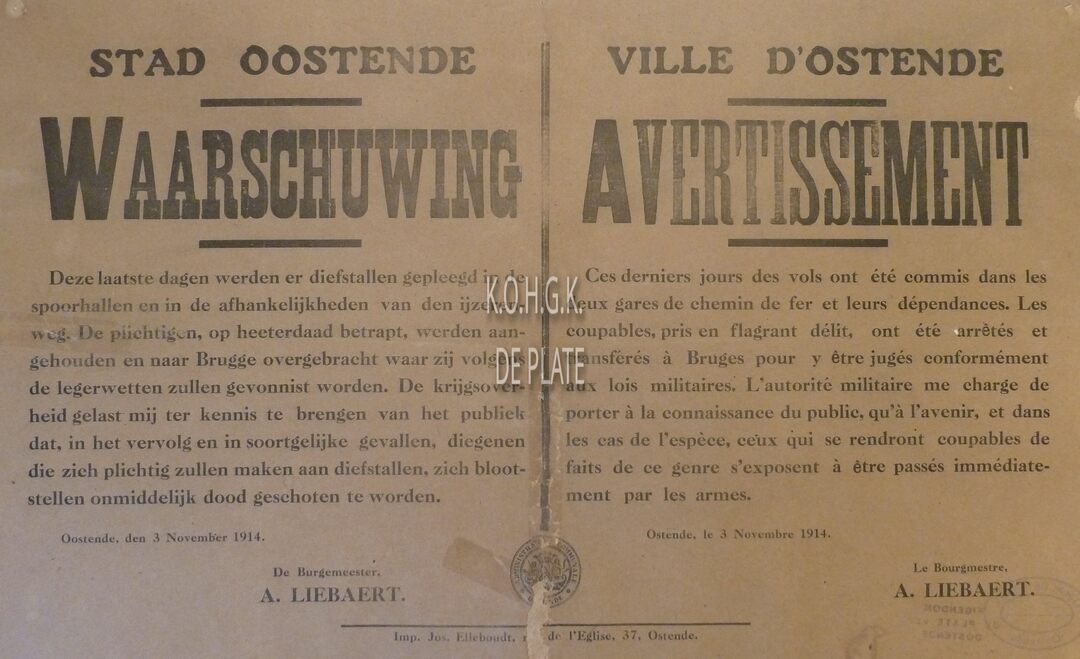 STAD OOSTENDE
WAARSCHUWING
Deze laatste dagen werden er diefstallen gepleegd in de
spoorhallen en in de afhankelijkheden van den ijzeren-
weg. De plichtigen, op heeterdaad betrapt, werden aan-
gehouden en naar Brugge overgebracht waar zij volgens
de legerwetten zullen gevonnist worden. De krijgsover-
heid gelast mij ter kennis te brengen van het publiek
dat, in het vervolg en in soortgelijke gevallen, diegenen
die zich plichtig zullen maken aan diefstallen, zich bloot-
stellen onmiddelijk dood geschoten te worden.
Oostende, den 3 November 1914.
De Burgemeester,
A. LIEBAERT.
VILLE D'OSTENDE
AVERTISSEMENT
Ces derniers jours des vols ont été commis dans les
deux gares de chemin de fer et leurs dépendances. Les
coupables, pris en flagrant délit, ont été arrêtés et
transférés à Bruges pour y être jugés conformément
aux lois militaires. L'autorité militaire me charge de
porter à la connaissance du public, qu'à l'avenir, et dans
les cas de l'espèce, ceux qui se rendront coupables de
faits de ce genre s'exposent à être passés immédiate-
ment par les armes.
Ostende, le 3 Novembre 1914.
Le Bourgmestre,
A. LIEBAERT.
K.O.H.G.K.
DE PLATE
Imp. Jos. Elleboudt, de l'Eglise, 37, Ostende.
DE PLATE
OOSTENDE